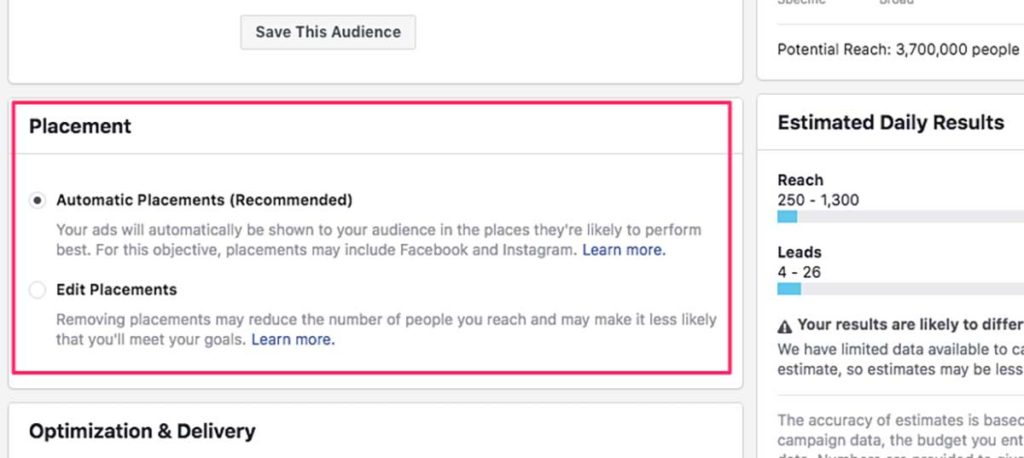 Save This Audience
Placement
Automatic Placements (Recommended)
Your ads will automatically be shown to your audience in the places they're likely to perform
best. For this objective, placements may include Facebook and Instagram. Learn more.
Edit Placements
Removing placements may reduce the number of people you reach and may make it less likely
that you'll meet your goals. Learn more.
Optimization & Delivery
Specific Broad
Potential Reach: 3,700,000 people
Estimated Daily Results
Reach
250 - 1,300
Leads
4 - 26
Your results are likely to differ
We have limited data available to ca
estimate, so estimates may be less
The accuracy of estimates is based
campaign data, the budget you ent